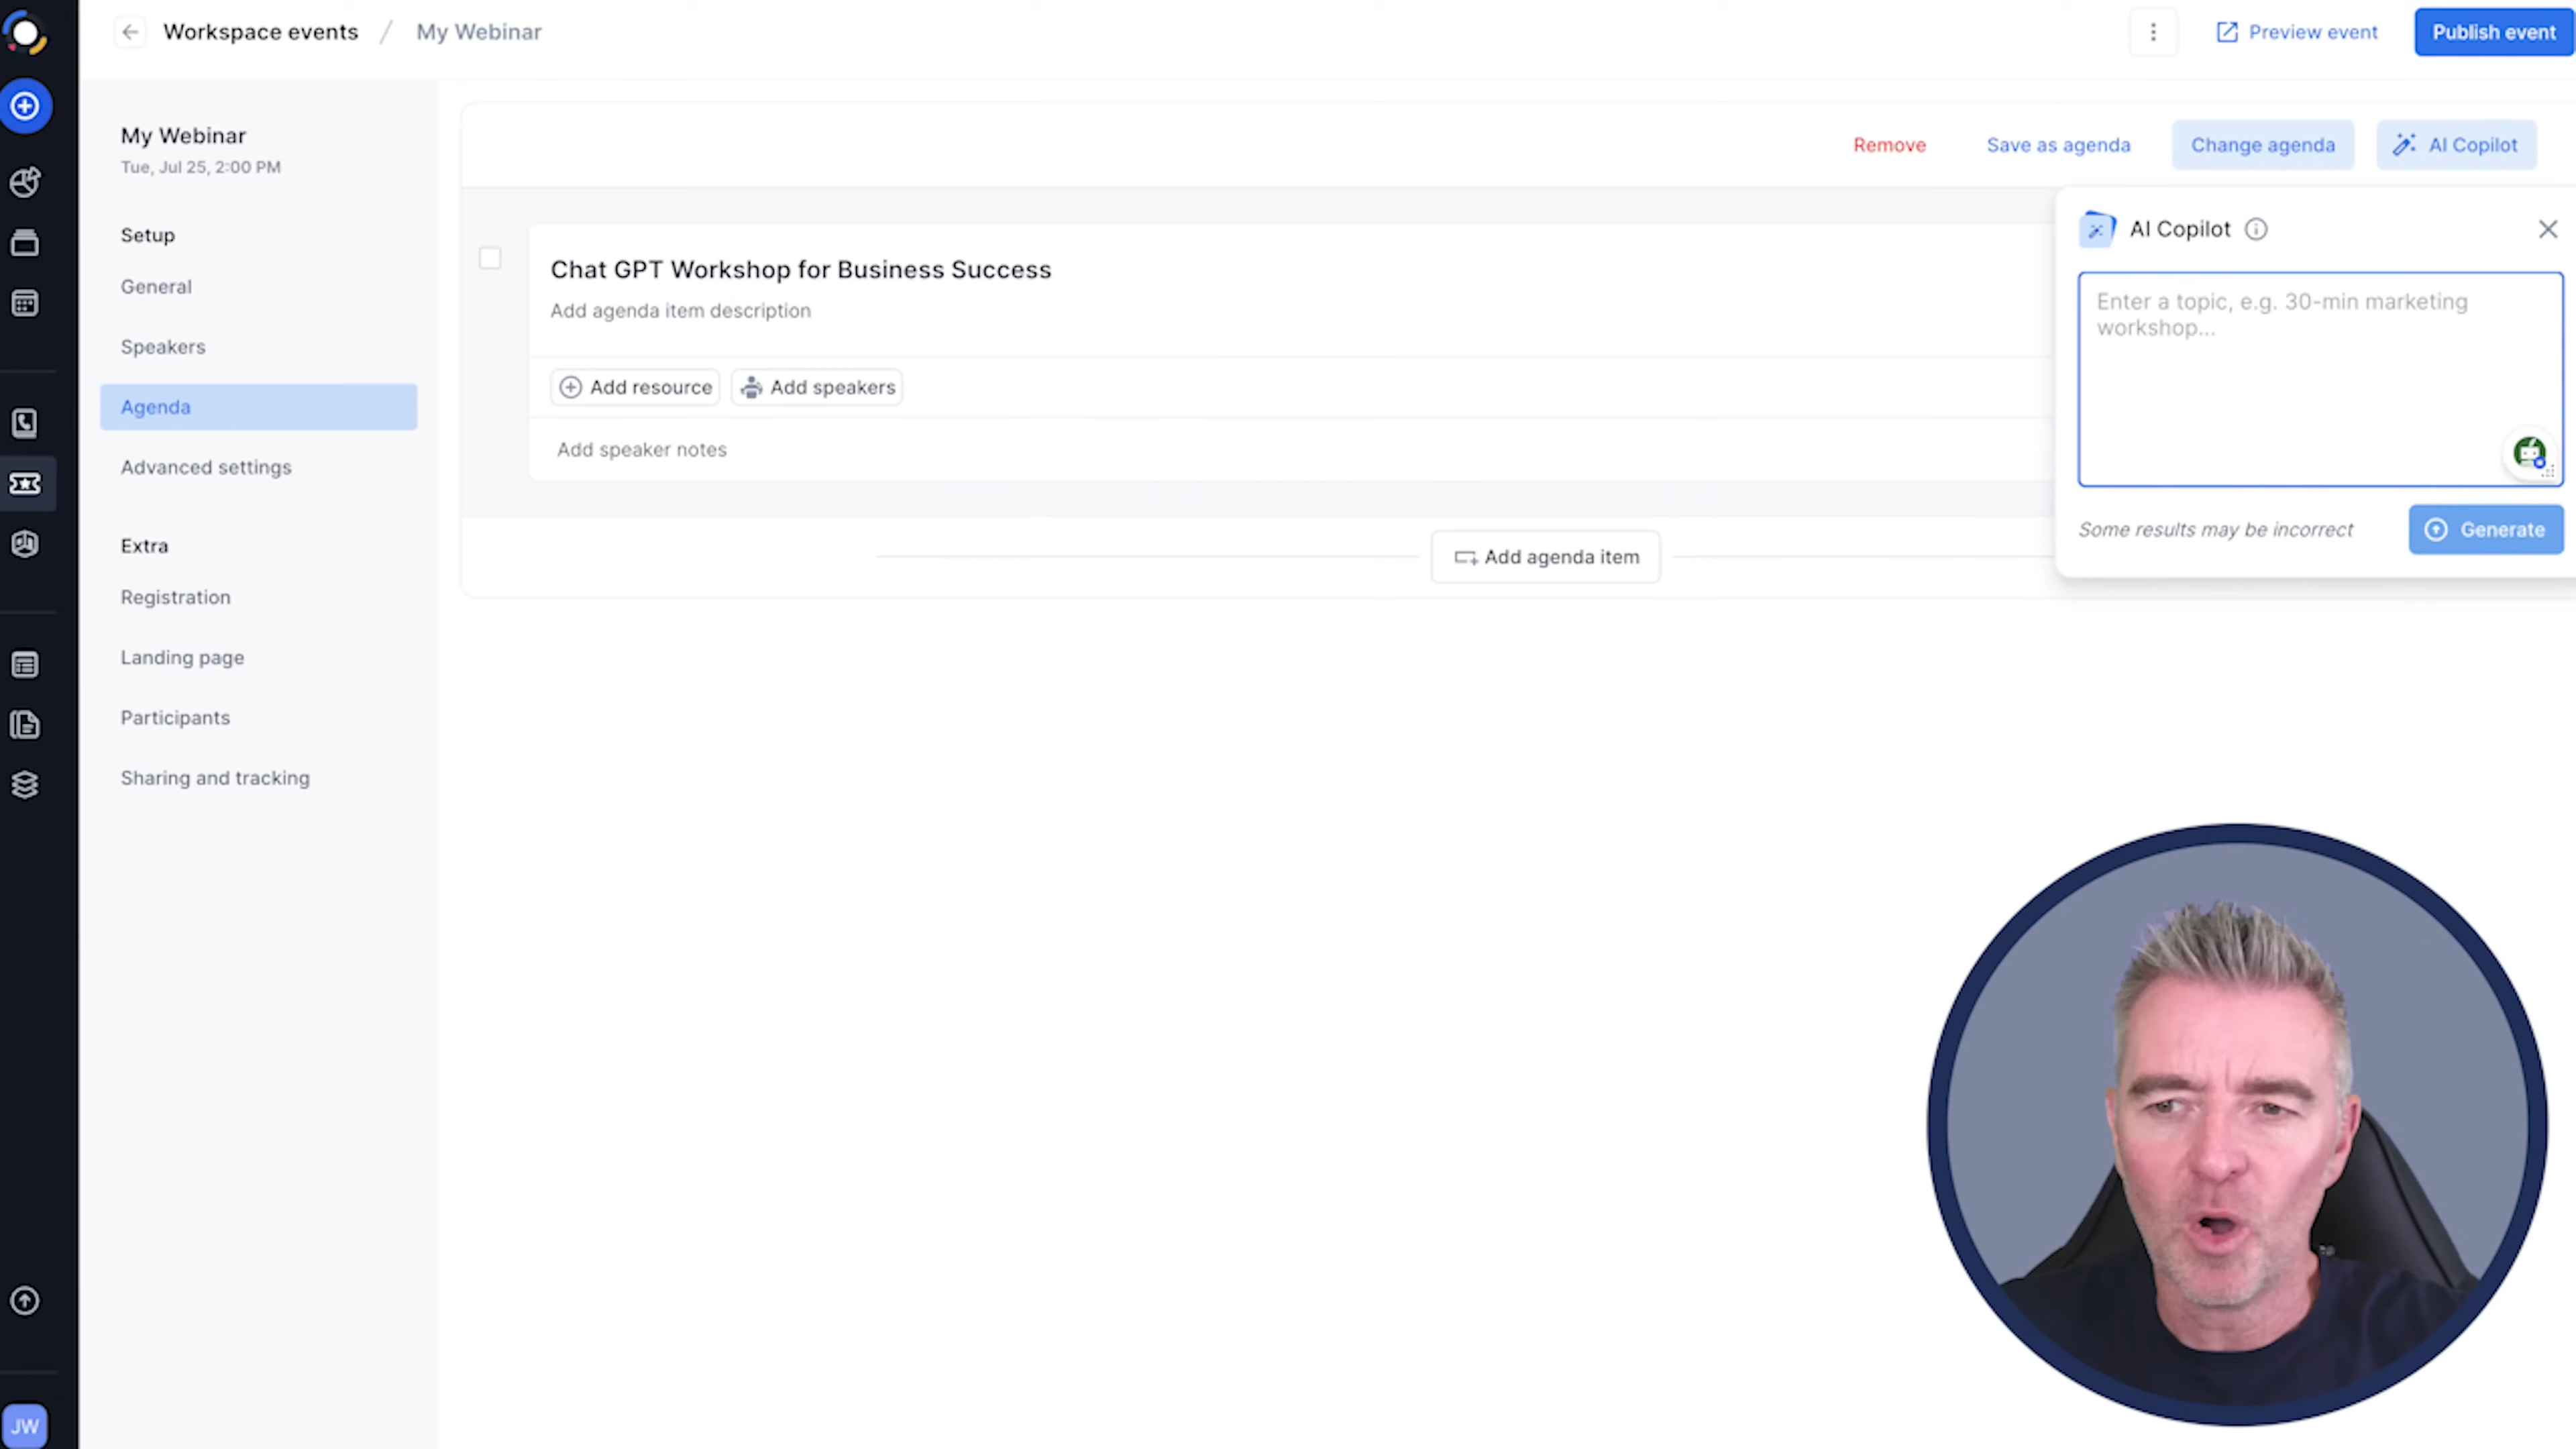 Workspace events / My Webinar
Preview event
Publish event
My Webinar
Tue, Jul 25, 2:00 PM
Setup
General
Speakers
Agenda
Advanced settings
Extra
Registration
Landing page
Participants
Sharing and tracking
Remove
Save as agenda
Change agenda
AI Copilot
Chat GPT Workshop for Business Success
Add agenda item description
Add resource
Add speakers
Add speaker notes
Add agenda item
AI Copilot
Enter a topic, e.g. 30-min marketing
workshop...
Some results may be incorrect
Generate
JW